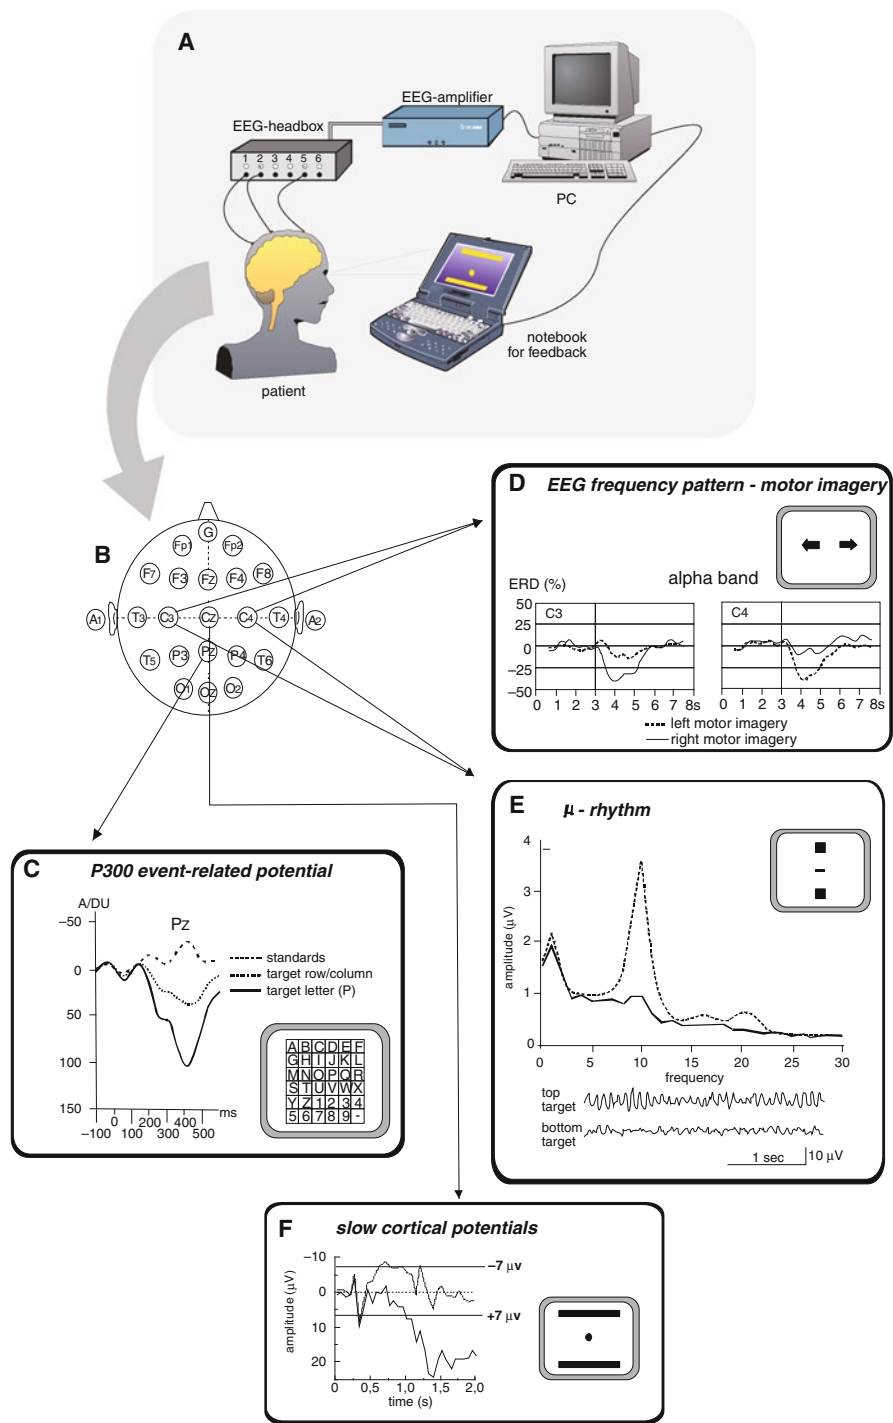 A
EEG-amplifier
EEG-headbox
1 2 3 4 5 6
PC
notebook
for feedback
patient
B
G
Fp1 Fp2
F7 F3 Fz F4 F8
A1 T3 C3 Cz C4 T4 A2
T5 P3 Pz P4 T6
O1 Oz O2
D EEG frequency pattern - motor imagery
ERD (%) alpha band
50
25
0
−25
−50
C3
C4
0 1 2 3 4 5 6 7 8s
0 1 2 3 4 5 6 7 8s
left motor imagery
right motor imagery
E μ - rhythm
4
3
2
1
0
amplitude (μV)
0 5 10 15 20 25 30
frequency
top
target
bottom
target
1 sec
10 μV
C P300 event-related potential
A/DU
Pz
−50
0
50
100
150
standards
target row/column
target letter (P)
0 200 400 ms
−100 100 300 500
A B C D E F
G H I J K L
M N O P Q R
S T U V W X
Y Z 1 2 3 4
5 6 7 8 9 -
F slow cortical potentials
−10
0
10
20
amplitude (μV)
−7 μv
+7 μv
0 0,5 1,0 1,5 2,0
time (s)